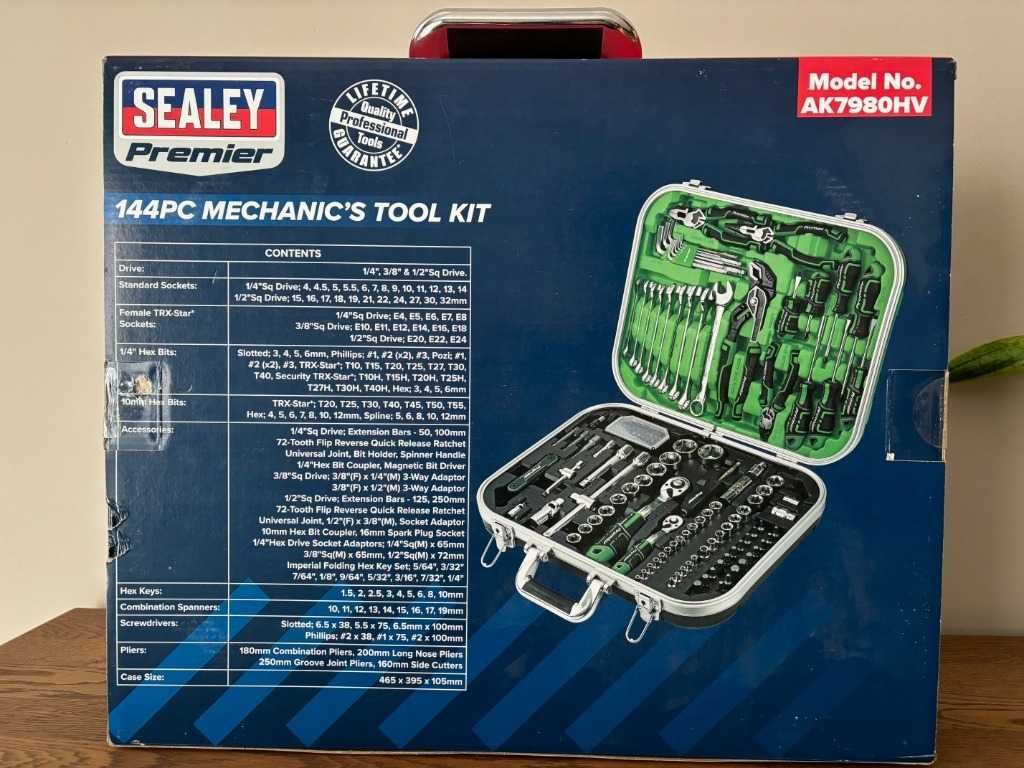 SEALEY
Premier
LIFETIME
Quality
Professional
Tools
GUARANTEE*
Model No.
AK7980HV
144PC MECHANIC'S TOOL KIT
CONTENTS
Drive: 1/4", 3/8" & 1/2"Sq Drive.
Standard Sockets: 1/4"Sq Drive; 4, 4.5, 5, 5.5, 6, 7, 8, 9, 10, 11, 12, 13, 14
1/2"Sq Drive; 15, 16, 17, 18, 19, 21, 22, 24, 27, 30, 32mm
Female TRX-Star* 1/4"Sq Drive; E4, E5, E6, E7, E8
Sockets: 3/8"Sq Drive; E10, E11, E12, E14, E16, E18
1/2"Sq Drive; E20, E22, E24
1/4" Hex Bits: Slotted; 3, 4, 5, 6mm, Phillips; #1, #2 (x2), #3, Pozi; #1,
#2 (x2), #3, TRX-Star*; T10, T15, T20, T25, T27, T30,
T40, Security TRX-Star*; T10H, T15H, T20H, T25H,
T27H, T30H, T40H, Hex; 3, 4, 5, 6mm
10mm Hex Bits: TRX-Star*; T20, T25, T30, T40, T45, T50, T55,
Hex; 4, 5, 6, 7, 8, 10, 12mm, Spline; 5, 6, 8, 10, 12mm
Accessories: 1/4"Sq Drive; Extension Bars - 50, 100mm
72-Tooth Flip Reverse Quick Release Ratchet
Universal Joint, Bit Holder, Spinner Handle
1/4"Hex Bit Coupler, Magnetic Bit Driver
3/8"Sq Drive; 3/8"(F) x 1/4"(M) 3-Way Adaptor
3/8"(F) x 1/2"(M) 3-Way Adaptor
1/2"Sq Drive; Extension Bars - 125, 250mm
72-Tooth Flip Reverse Quick Release Ratchet
Universal Joint, 1/2"(F) x 3/8"(M), Socket Adaptor
10mm Hex Bit Coupler, 16mm Spark Plug Socket
1/4"Hex Drive Socket Adaptors; 1/4"Sq(M) x 65mm
3/8"Sq(M) x 65mm, 1/2"Sq(M) x 72mm
Imperial Folding Hex Key Set; 5/64", 3/32"
7/64", 1/8", 9/64", 5/32", 3/16", 7/32", 1/4"
Hex Keys: 1.5, 2, 2.5, 3, 4, 5, 6, 8, 10mm
Combination Spanners: 10, 11, 12, 13, 14, 15, 16, 17, 19mm
Screwdrivers: Slotted; 6.5 x 38, 5.5 x 75, 6.5mm x 100mm
Phillips; #2 x 38, #1 x 75, #2 x 100mm
Pliers: 180mm Combination Pliers, 200mm Long Nose Pliers
250mm Groove Joint Pliers, 160mm Side Cutters
Case Size: 465 x 395 x 105mm